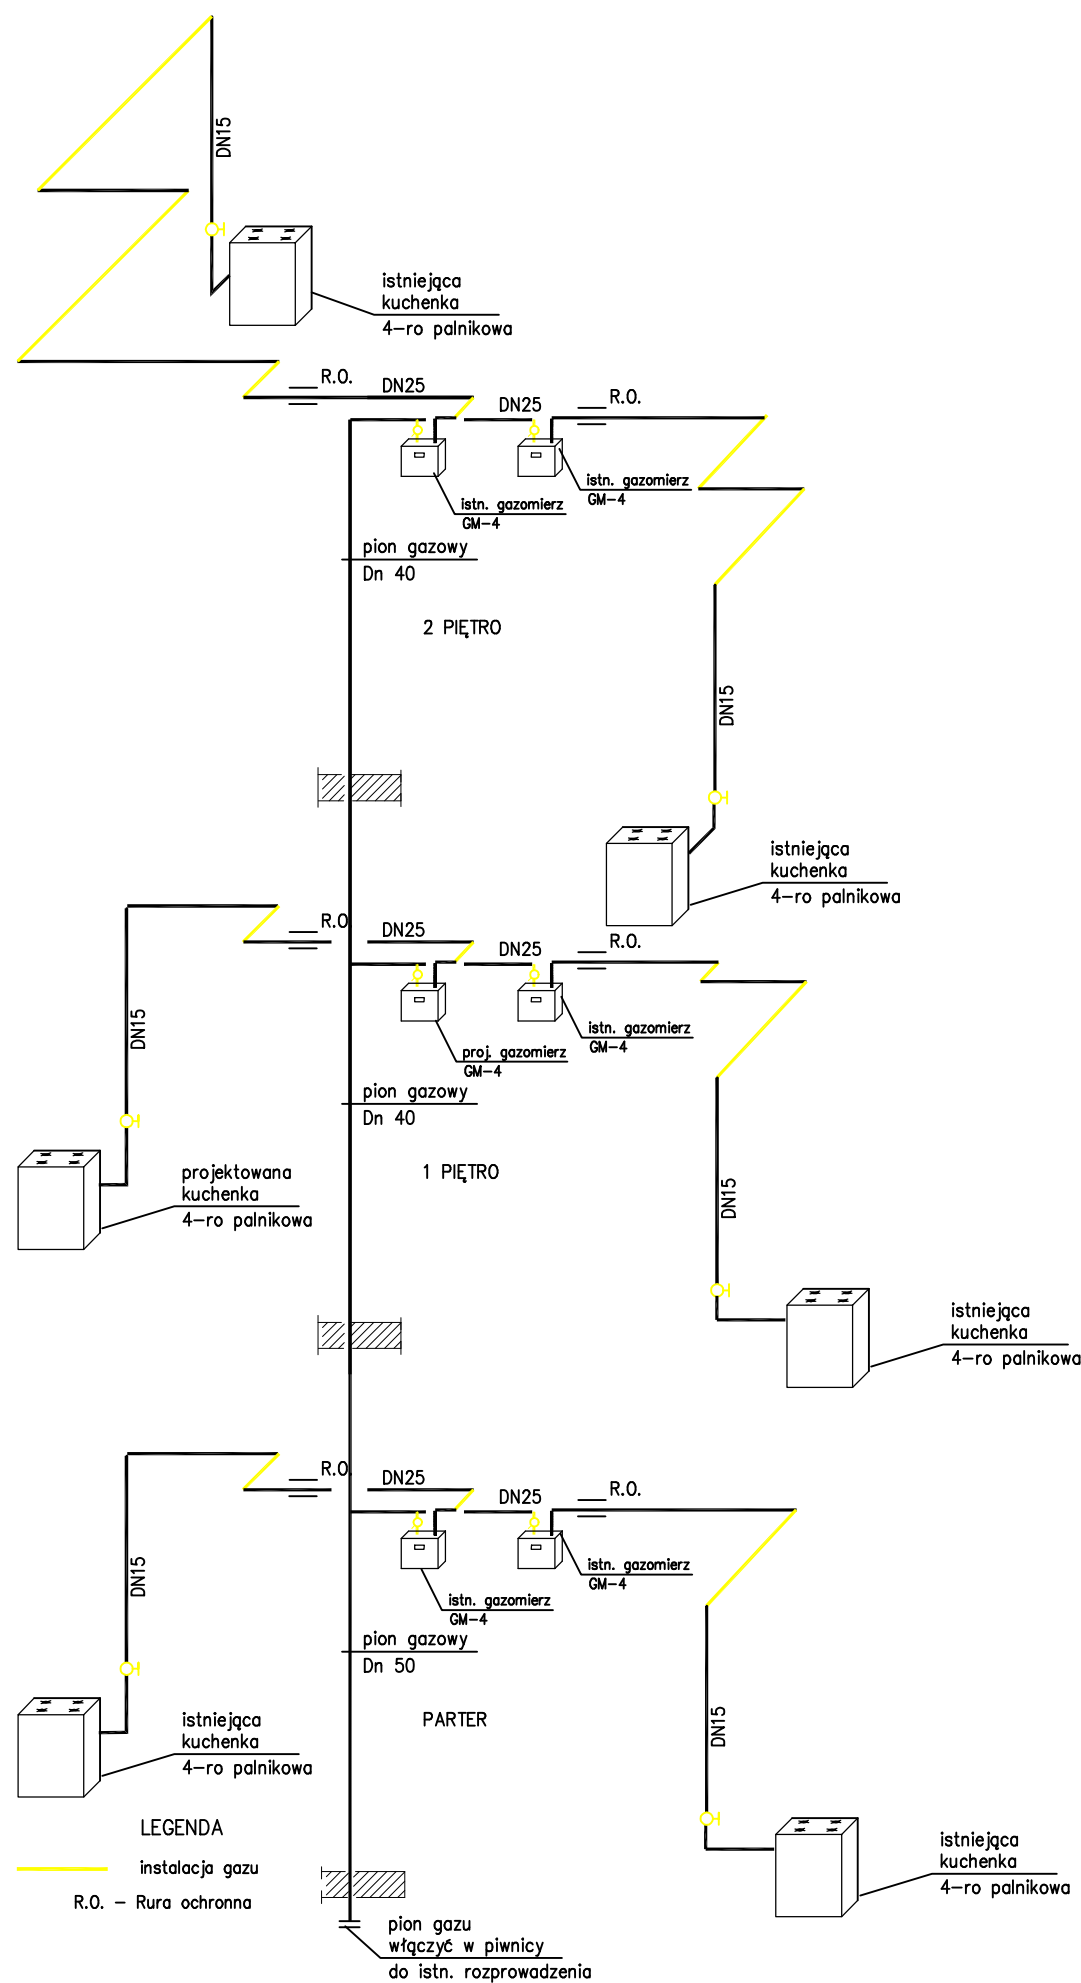 DN15
istniejąca
kuchenka
4-ro palnikowa
R.O.
DN25
DN25
R.O.
istn. gazomierz
GM-4
istn. gazomierz
GM-4
pion gazowy
Dn 40
2 PIĘTRO
DN15
istniejąca
kuchenka
4-ro palnikowa
R.O.
DN25
DN25
R.O.
DN15
istn. gazomierz
GM-4
proj. gazomierz
GM-4
pion gazowy
Dn 40
1 PIĘTRO
projektowana
kuchenka
4-ro palnikowa
DN15
istniejąca
kuchenka
4-ro palnikowa
R.O.
DN25
DN25
R.O.
DN15
istn. gazomierz
GM-4
istn. gazomierz
GM-4
pion gazowy
Dn 50
PARTER
istniejąca
kuchenka
4-ro palnikowa
DN15
LEGENDA
instalacja gazu
R.O. - Rura ochronna
istniejąca
kuchenka
4-ro palnikowa
pion gazu
włączyć w piwnicy
do istn. rozprowadzenia